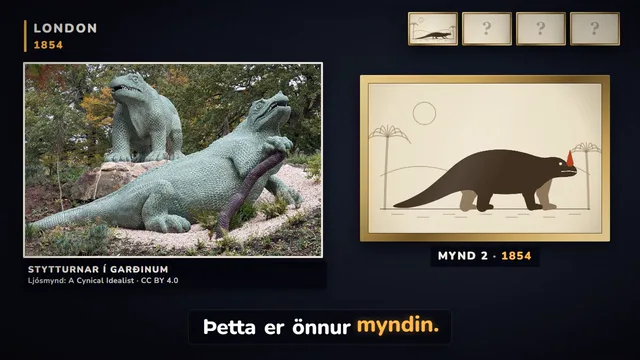 LONDON
1854
? ? ?
STYTTURNAR Í GARÐINUM
Ljósmynd: A Cynical Idealist · CC BY 4.0
MYND 2 · 1854
Þetta er önnur myndin.